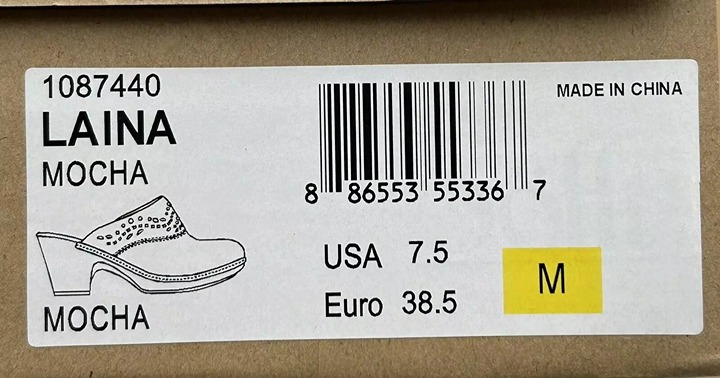 1087440
LAINA
MOCHA
MADE IN CHINA
8 86553 55336 7
USA 7.5
Euro 38.5
M
MOCHA